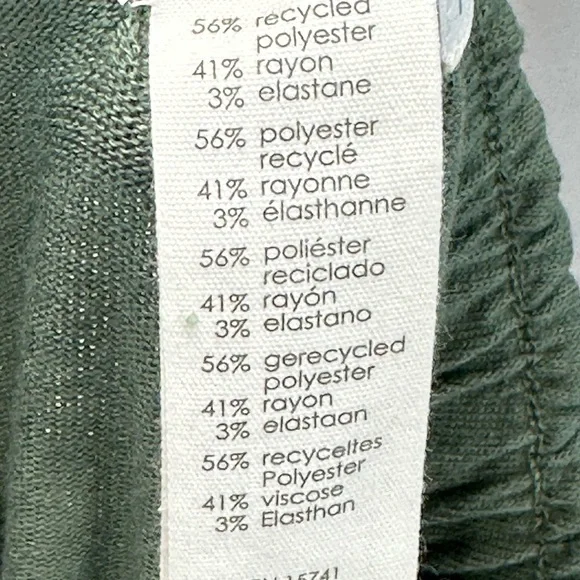 56% recycled
polyester
41% rayon
3% elastane
56% polyester
recyclé
41% rayonne
3% élasthanne
56% poliéster
reciclado
41% rayón
3% elastano
56% gerecycled
polyester
41% rayon
3% elastaan
56% recyceltes
Polyester
41% viscose
3% Elasthan
15741